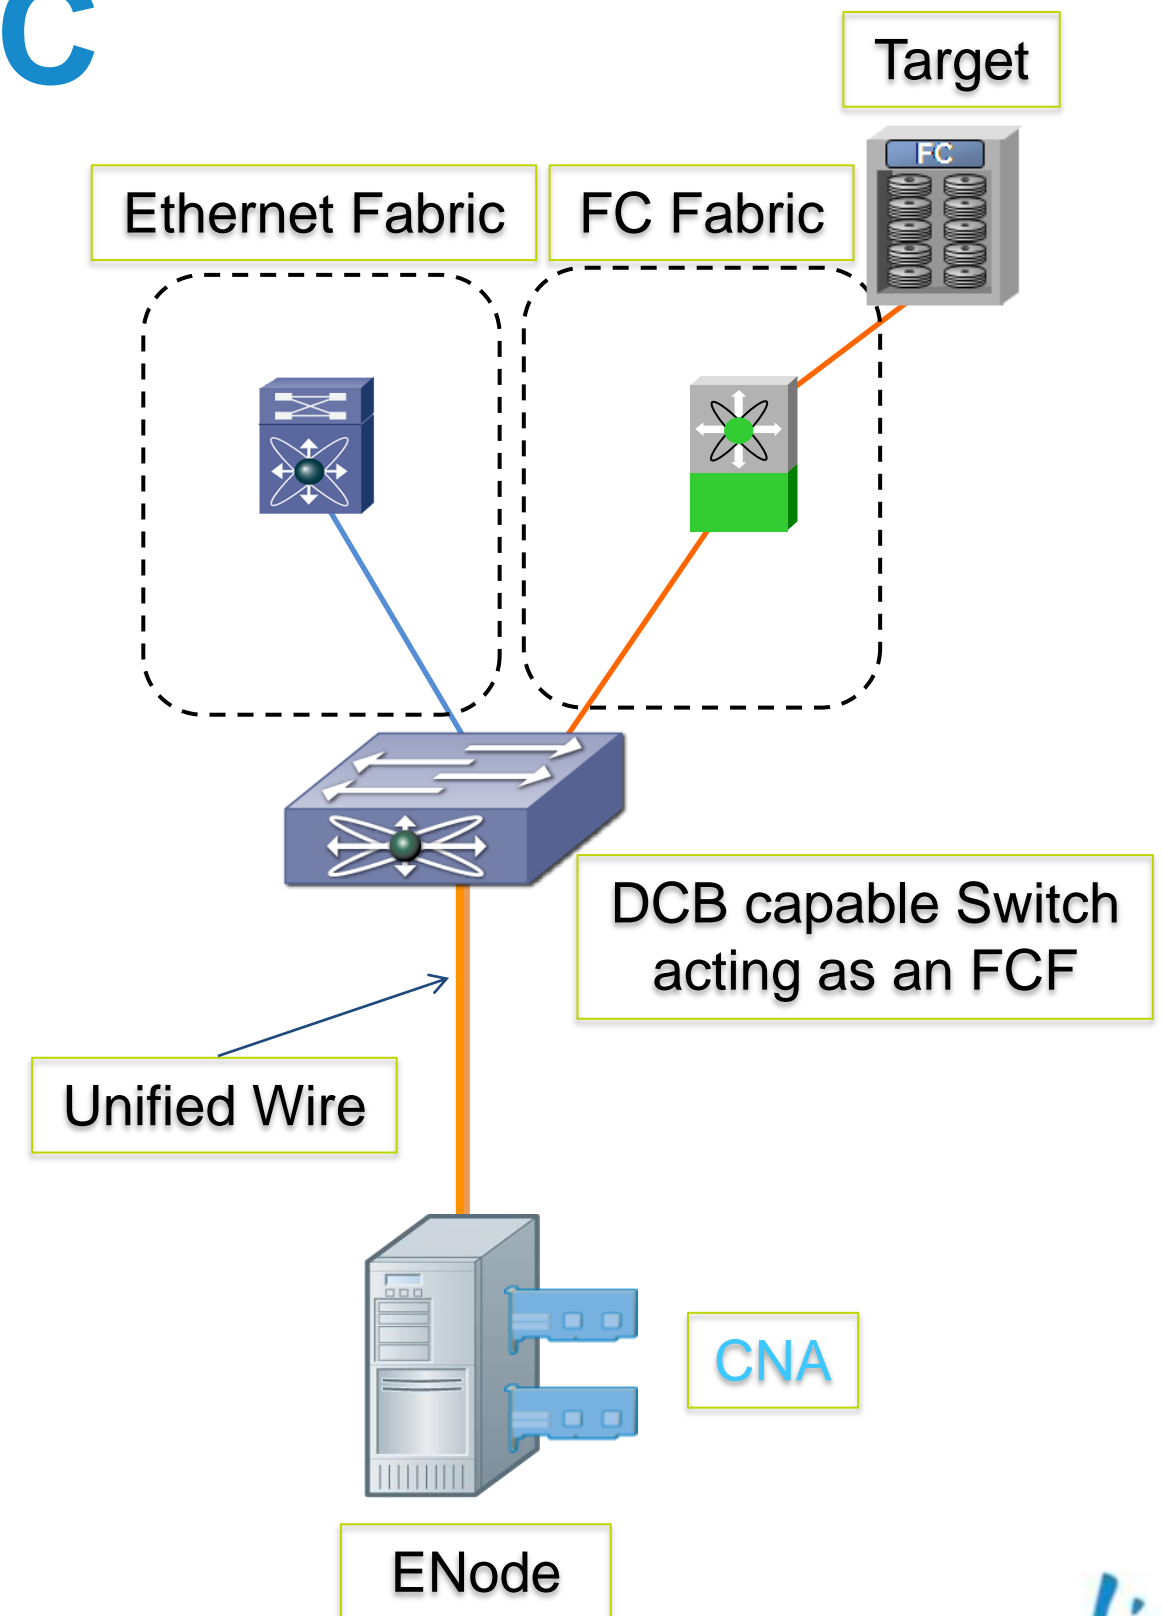 C
Target
FC
Ethernet Fabric
FC Fabric
DCB capable Switch
acting as an FCF
Unified Wire
CNA
ENode